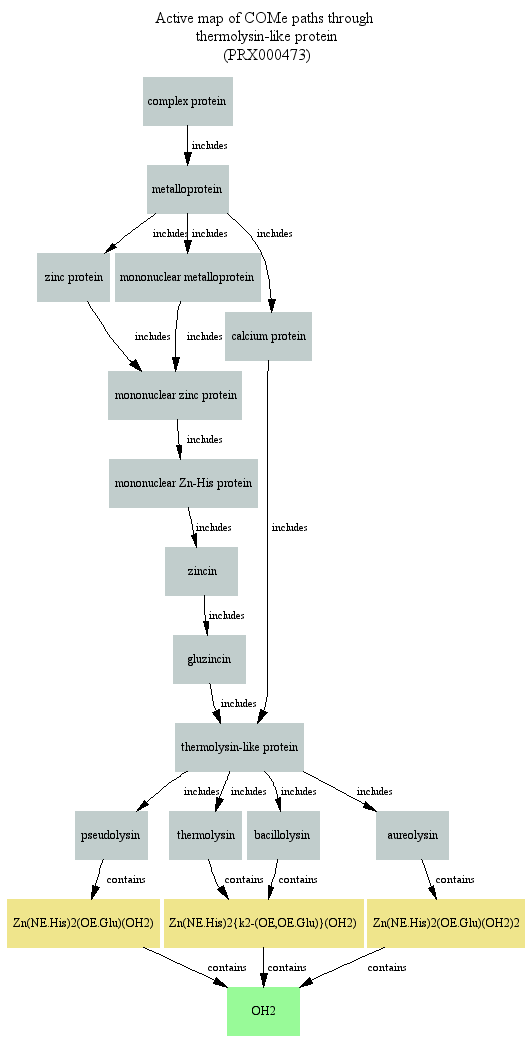 Active map of COMe paths through
thermolysin-like protein
(PRX000473)
complex protein
includes
metalloprotein
includes
includes
includes
zinc protein
mononuclear metalloprotein
calcium protein
includes
includes
mononuclear zinc protein
includes
mononuclear Zn-His protein
includes
includes
zincin
includes
gluzincin
includes
thermolysin-like protein
includes
includes
includes
includes
pseudolysin
thermolysin
bacillolysin
aureolysin
contains
contains
contains
contains
Zn(NE.His)2(OE.Glu)(OH2)
Zn(NE.His)2{k2-(OE,OE.Glu)}(OH2)
Zn(NE.His)2(OE.Glu)(OH2)2
contains
contains
contains
OH2